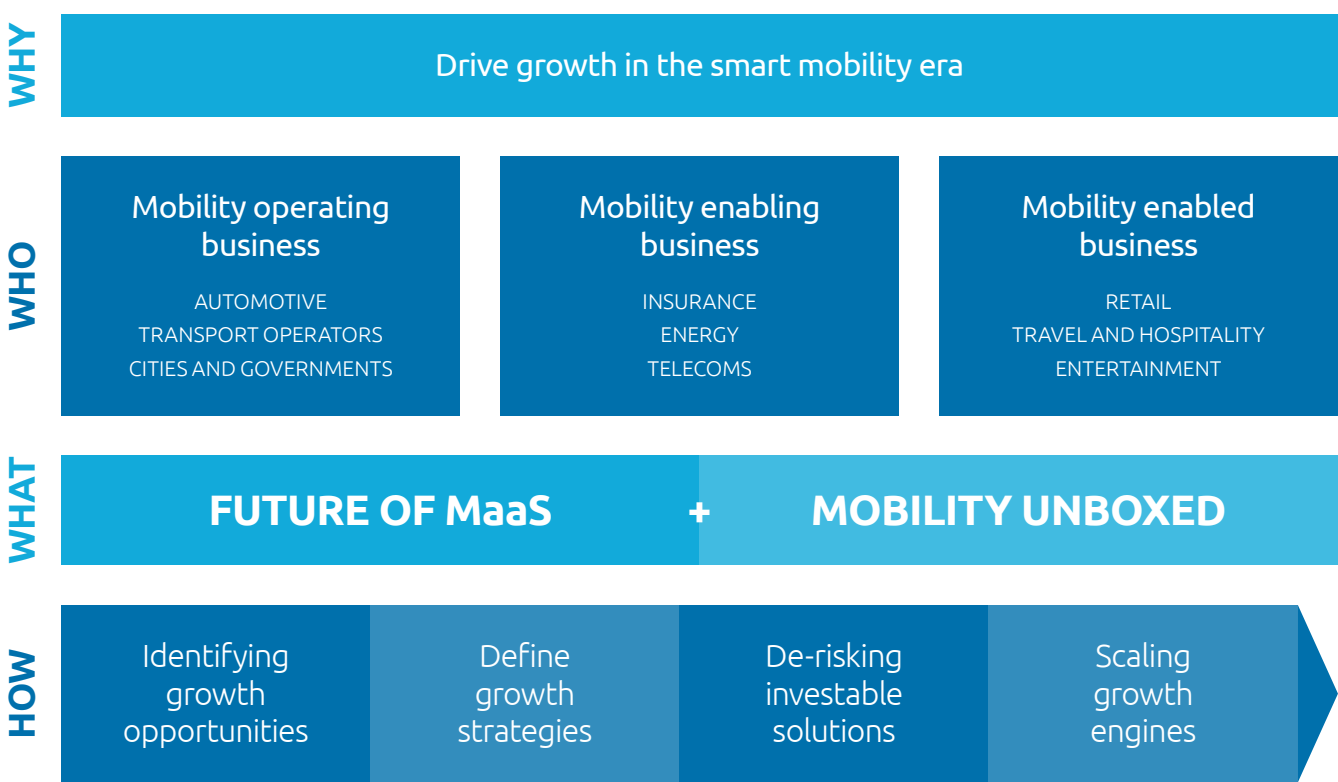 WHY
Drive growth in the smart mobility era
WHO
Mobility operating
business
AUTOMOTIVE
TRANSPORT OPERATORS
CITIES AND GOVERNMENTS
Mobility enabling
business
INSURANCE
ENERGY
TELECOMS
Mobility enabled
business
RETAIL
TRAVEL AND HOSPITALITY
ENTERTAINMENT
WHAT
FUTURE OF MaaS + MOBILITY UNBOXED
HOW
Identifying
growth
opportunities
Define
growth
strategies
De-risking
investable
solutions
Scaling
growth
engines